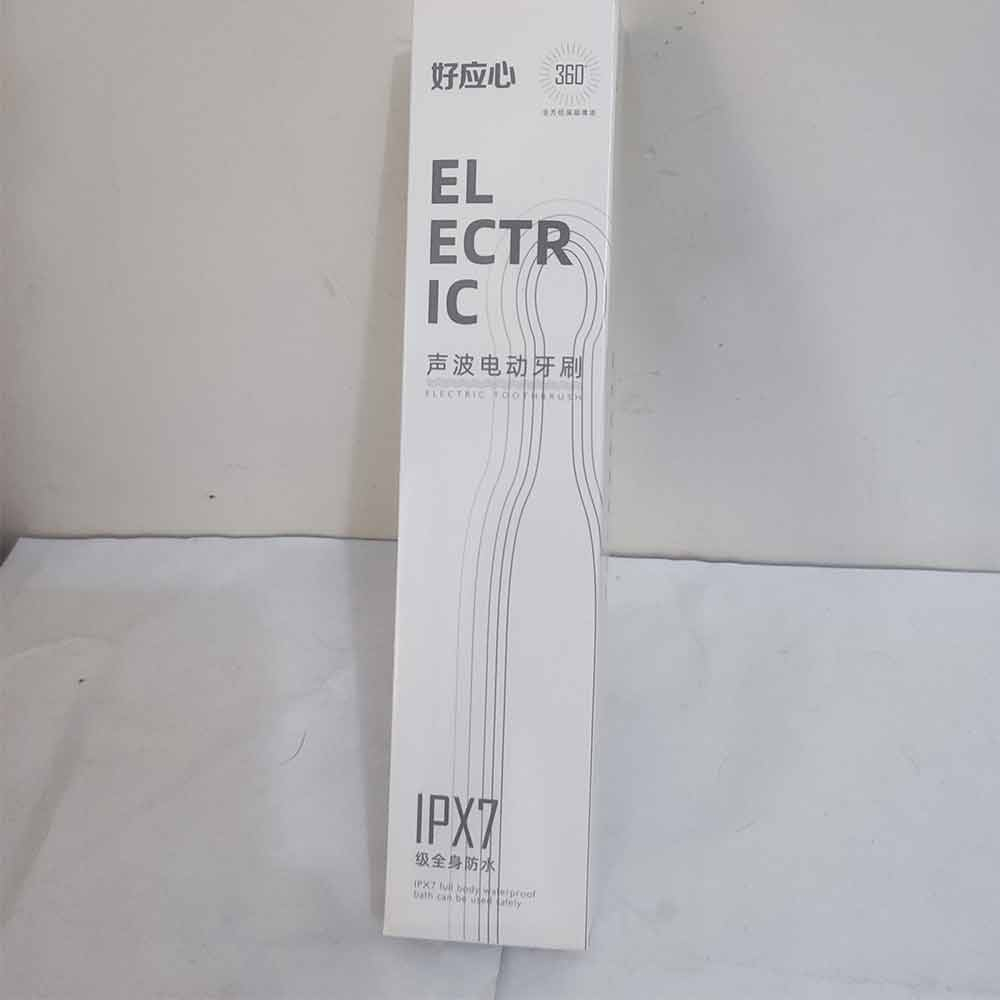 好应心
360°
EL
ECTR
IC
声波电动牙刷
ELECTRIC TOOTHBRUSH
IPX7
级全身防水
IPX7 full body waterproof
bath can be used safely